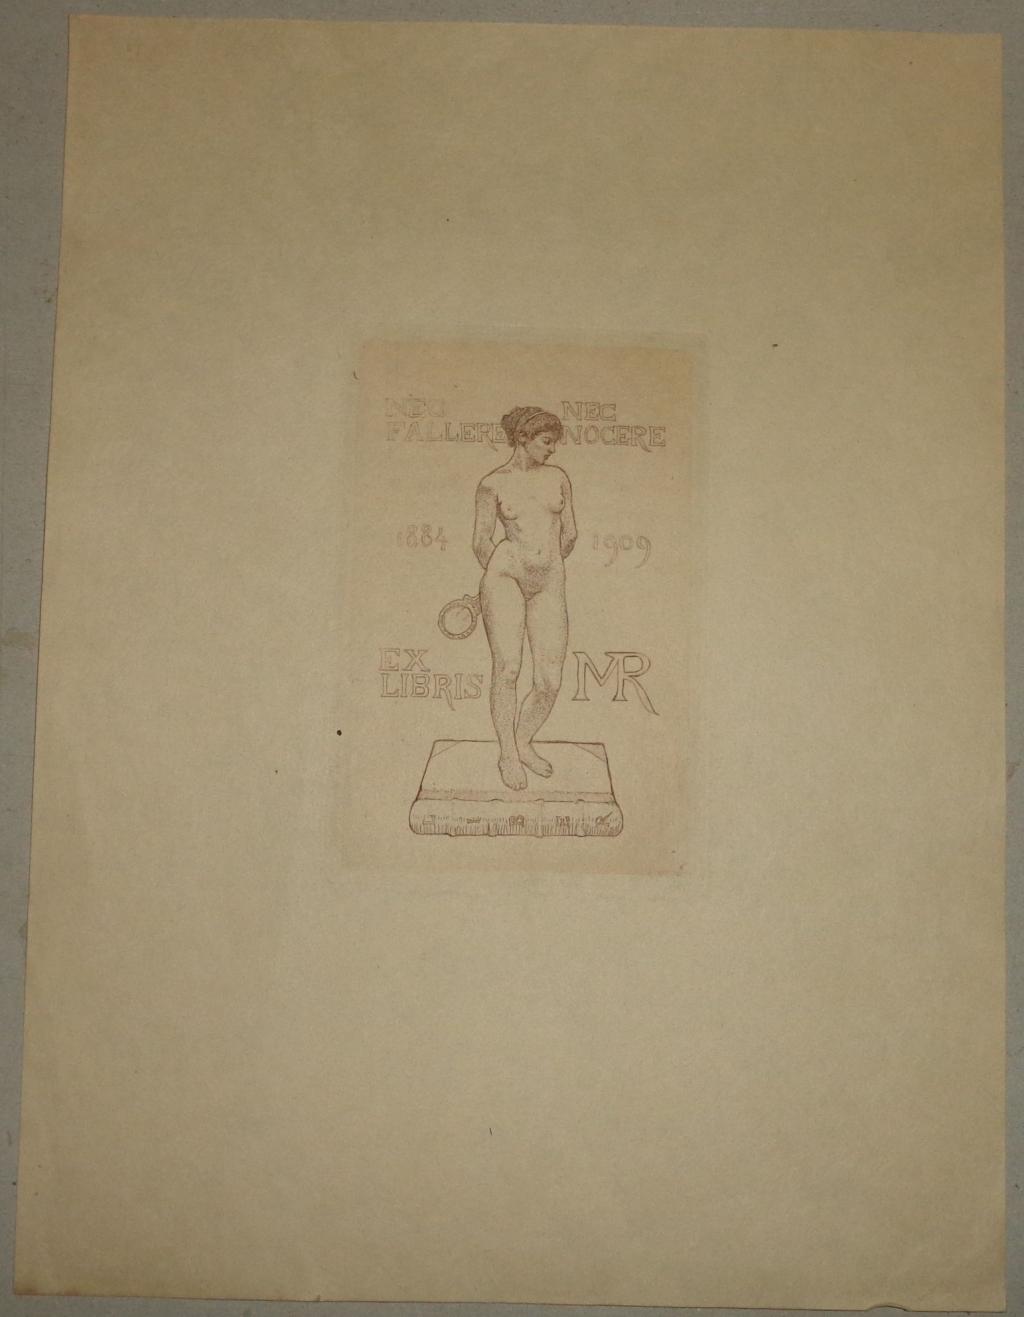 NEC
FALLERE
NEC
NOCERE
1884
1909
EX
LIBRIS
MR